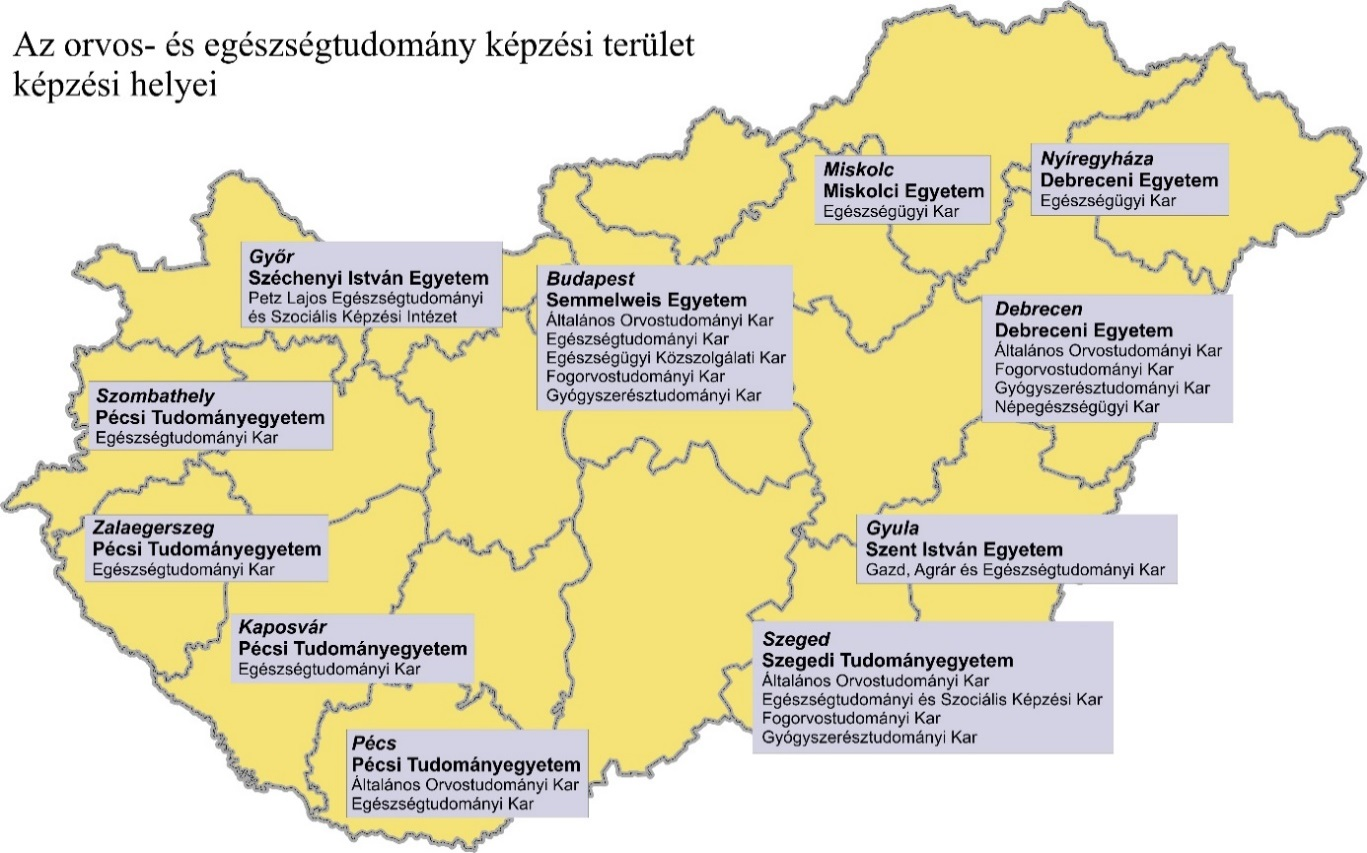 Az orvos- és egészségtudomány képzési terület
képzési helyei
Miskolc
Miskolci Egyetem
Egészségügyi Kar
Nyíregyháza
Debreceni Egyetem
Egészségügyi Kar
Győr
Széchenyi István Egyetem
Petz Lajos Egészségtudományi
és Szociális Képzési Intézet
Budapest
Semmelweis Egyetem
Általános Orvostudományi Kar
Egészségtudományi Kar
Egészségügyi Közszolgálati Kar
Fogorvostudományi Kar
Gyógyszerésztudományi Kar
Debrecen
Debreceni Egyetem
Általános Orvostudományi Kar
Fogorvostudományi Kar
Gyógyszerésztudományi Kar
Népegészségügyi Kar
Szombathely
Pécsi Tudományegyetem
Egészségtudományi Kar
Zalaegerszeg
Pécsi Tudományegyetem
Egészségtudományi Kar
Gyula
Szent István Egyetem
Gazd, Agrár és Egészségtudományi Kar
Kaposvár
Pécsi Tudományegyetem
Egészségtudományi Kar
Szeged
Szegedi Tudományegyetem
Általános Orvostudományi Kar
Egészségtudományi és Szociális Képzési Kar
Fogorvostudományi Kar
Gyógyszerésztudományi Kar
Pécs
Pécsi Tudományegyetem
Általános Orvostudományi Kar
Egészségtudományi Kar